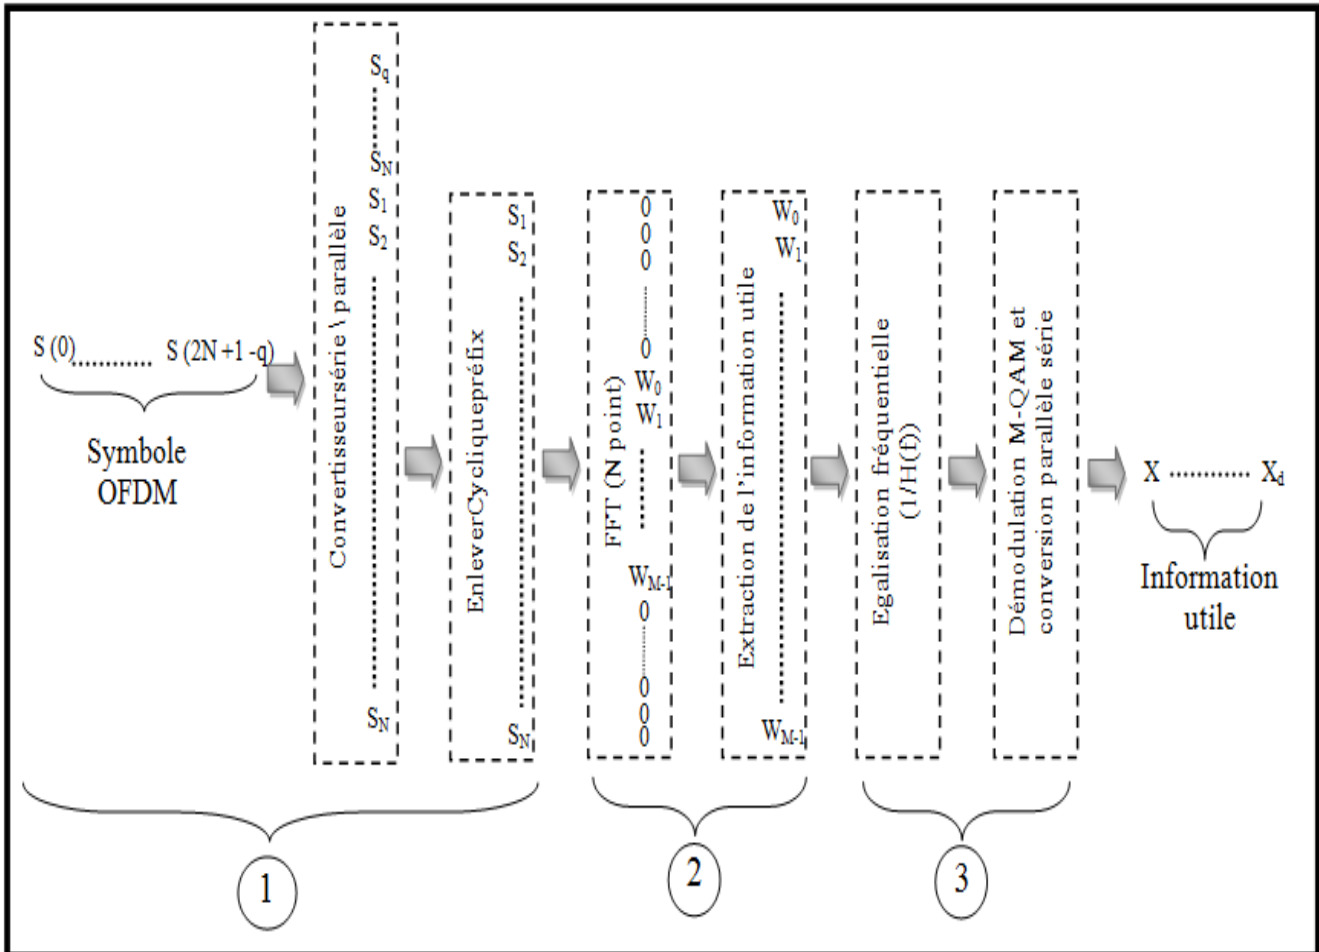 S (0) ............ S (2N +1 -q)
Symbole
OFDM
Convertisseursérie \ parallèle
Sq
SN
S1
S2
SN
EnleverCycliquepréfix
S1
S2
SN
FFT (N point)
0
0
0
0
W0
W1
WM-1
0
0
0
0
Extraction de l'information utile
W0
W1
WM-1
Egalisation fréquentielle
(1/H(f))
Démodulation M-QAM et
conversion parallèle série
X ............ Xd
Information
utile
1
2
3